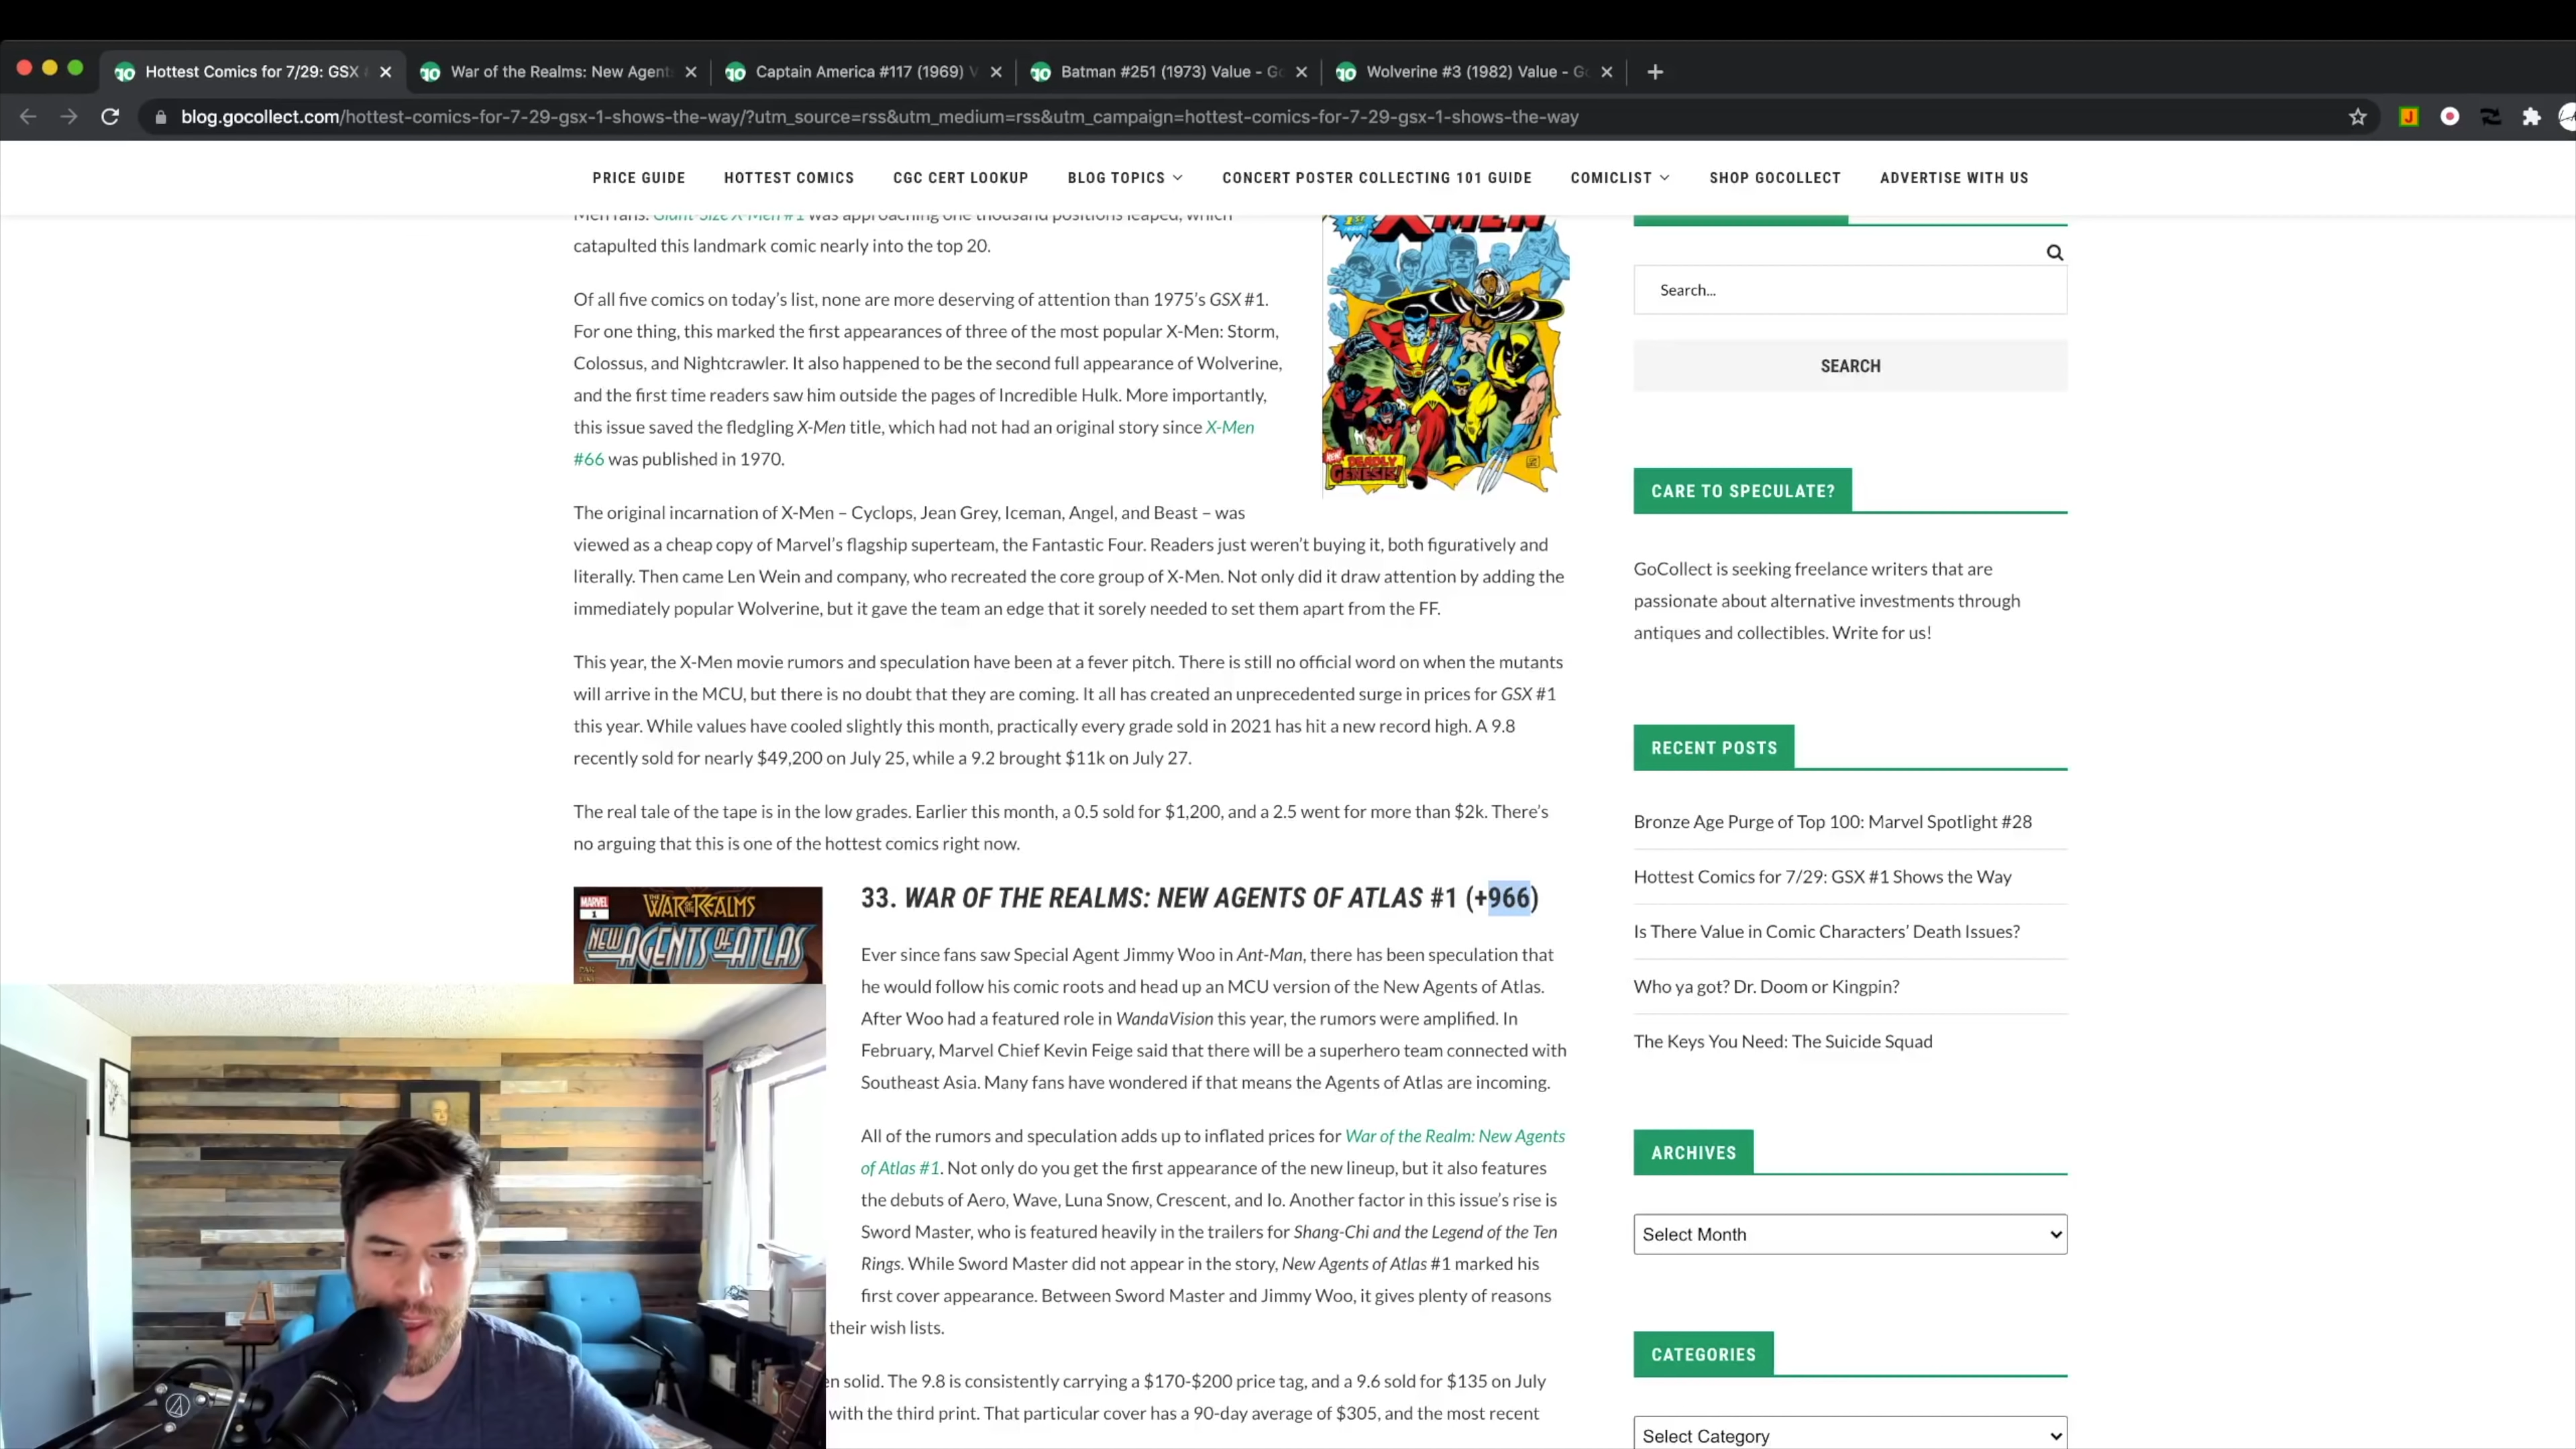 Hottest Comics for 7/29: GSX
War of the Realms: New Agent
Captain America #117 (1969) V
Batman #251 (1973) Value - Go
Wolverine #3 (1982) Value - Go
blog.gocollect.com/hottest-comics-for-7-29-gsx-1-shows-the-way/?utm_source=rss&utm_medium=rss&utm_campaign=hottest-comics-for-7-29-gsx-1-shows-the-way
PRICE GUIDE
HOTTEST COMICS
CGC CERT LOOKUP
BLOG TOPICS
CONCERT POSTER COLLECTING 101 GUIDE
COMICLIST
SHOP GOCOLLECT
ADVERTISE WITH US
Men fans. Giant-Size X-Men #1 was approaching one thousand positions leaped, which
catapulted this landmark comic nearly into the top 20.
Of all five comics on today's list, none are more deserving of attention than 1975's GSX #1.
For one thing, this marked the first appearances of three of the most popular X-Men: Storm,
Colossus, and Nightcrawler. It also happened to be the second full appearance of Wolverine,
and the first time readers saw him outside the pages of Incredible Hulk. More importantly,
this issue saved the fledgling X-Men title, which had not had an original story since X-Men
#66 was published in 1970.
X-MEN
DEADLY
GENESIS!
The original incarnation of X-Men – Cyclops, Jean Grey, Iceman, Angel, and Beast – was
viewed as a cheap copy of Marvel's flagship superteam, the Fantastic Four. Readers just weren't buying it, both figuratively and
literally. Then came Len Wein and company, who recreated the core group of X-Men. Not only did it draw attention by adding the
immediately popular Wolverine, but it gave the team an edge that it sorely needed to set them apart from the FF.
This year, the X-Men movie rumors and speculation have been at a fever pitch. There is still no official word on when the mutants
will arrive in the MCU, but there is no doubt that they are coming. It all has created an unprecedented surge in prices for GSX #1
this year. While values have cooled slightly this month, practically every grade sold in 2021 has hit a new record high. A 9.8
recently sold for nearly $49,200 on July 25, while a 9.2 brought $11k on July 27.
The real tale of the tape is in the low grades. Earlier this month, a 0.5 sold for $1,200, and a 2.5 went for more than $2k. There's
no arguing that this is one of the hottest comics right now.
MARVEL
1
WAR OF THE REALMS
NEW AGENTS OF ATLAS
33. WAR OF THE REALMS: NEW AGENTS OF ATLAS #1 (+966)
Ever since fans saw Special Agent Jimmy Woo in Ant-Man, there has been speculation that
he would follow his comic roots and head up an MCU version of the New Agents of Atlas.
After Woo had a featured role in WandaVision this year, the rumors were amplified. In
February, Marvel Chief Kevin Feige said that there will be a superhero team connected with
Southeast Asia. Many fans have wondered if that means the Agents of Atlas are incoming.
All of the rumors and speculation adds up to inflated prices for War of the Realm: New Agents
of Atlas #1. Not only do you get the first appearance of the new lineup, but it also features
the debuts of Aero, Wave, Luna Snow, Crescent, and Io. Another factor in this issue's rise is
Sword Master, who is featured heavily in the trailers for Shang-Chi and the Legend of the Ten
Rings. While Sword Master did not appear in the story, New Agents of Atlas #1 marked his
first cover appearance. Between Sword Master and Jimmy Woo, it gives plenty of reasons
their wish lists.
solid. The 9.8 is consistently carrying a $170-$200 price tag, and a 9.6 sold for $135 on July
with the third print. That particular cover has a 90-day average of $305, and the most recent
Search...
SEARCH
CARE TO SPECULATE?
GoCollect is seeking freelance writers that are
passionate about alternative investments through
antiques and collectibles. Write for us!
RECENT POSTS
Bronze Age Purge of Top 100: Marvel Spotlight #28
Hottest Comics for 7/29: GSX #1 Shows the Way
Is There Value in Comic Characters' Death Issues?
Who ya got? Dr. Doom or Kingpin?
The Keys You Need: The Suicide Squad
ARCHIVES
Select Month
CATEGORIES
Select Category